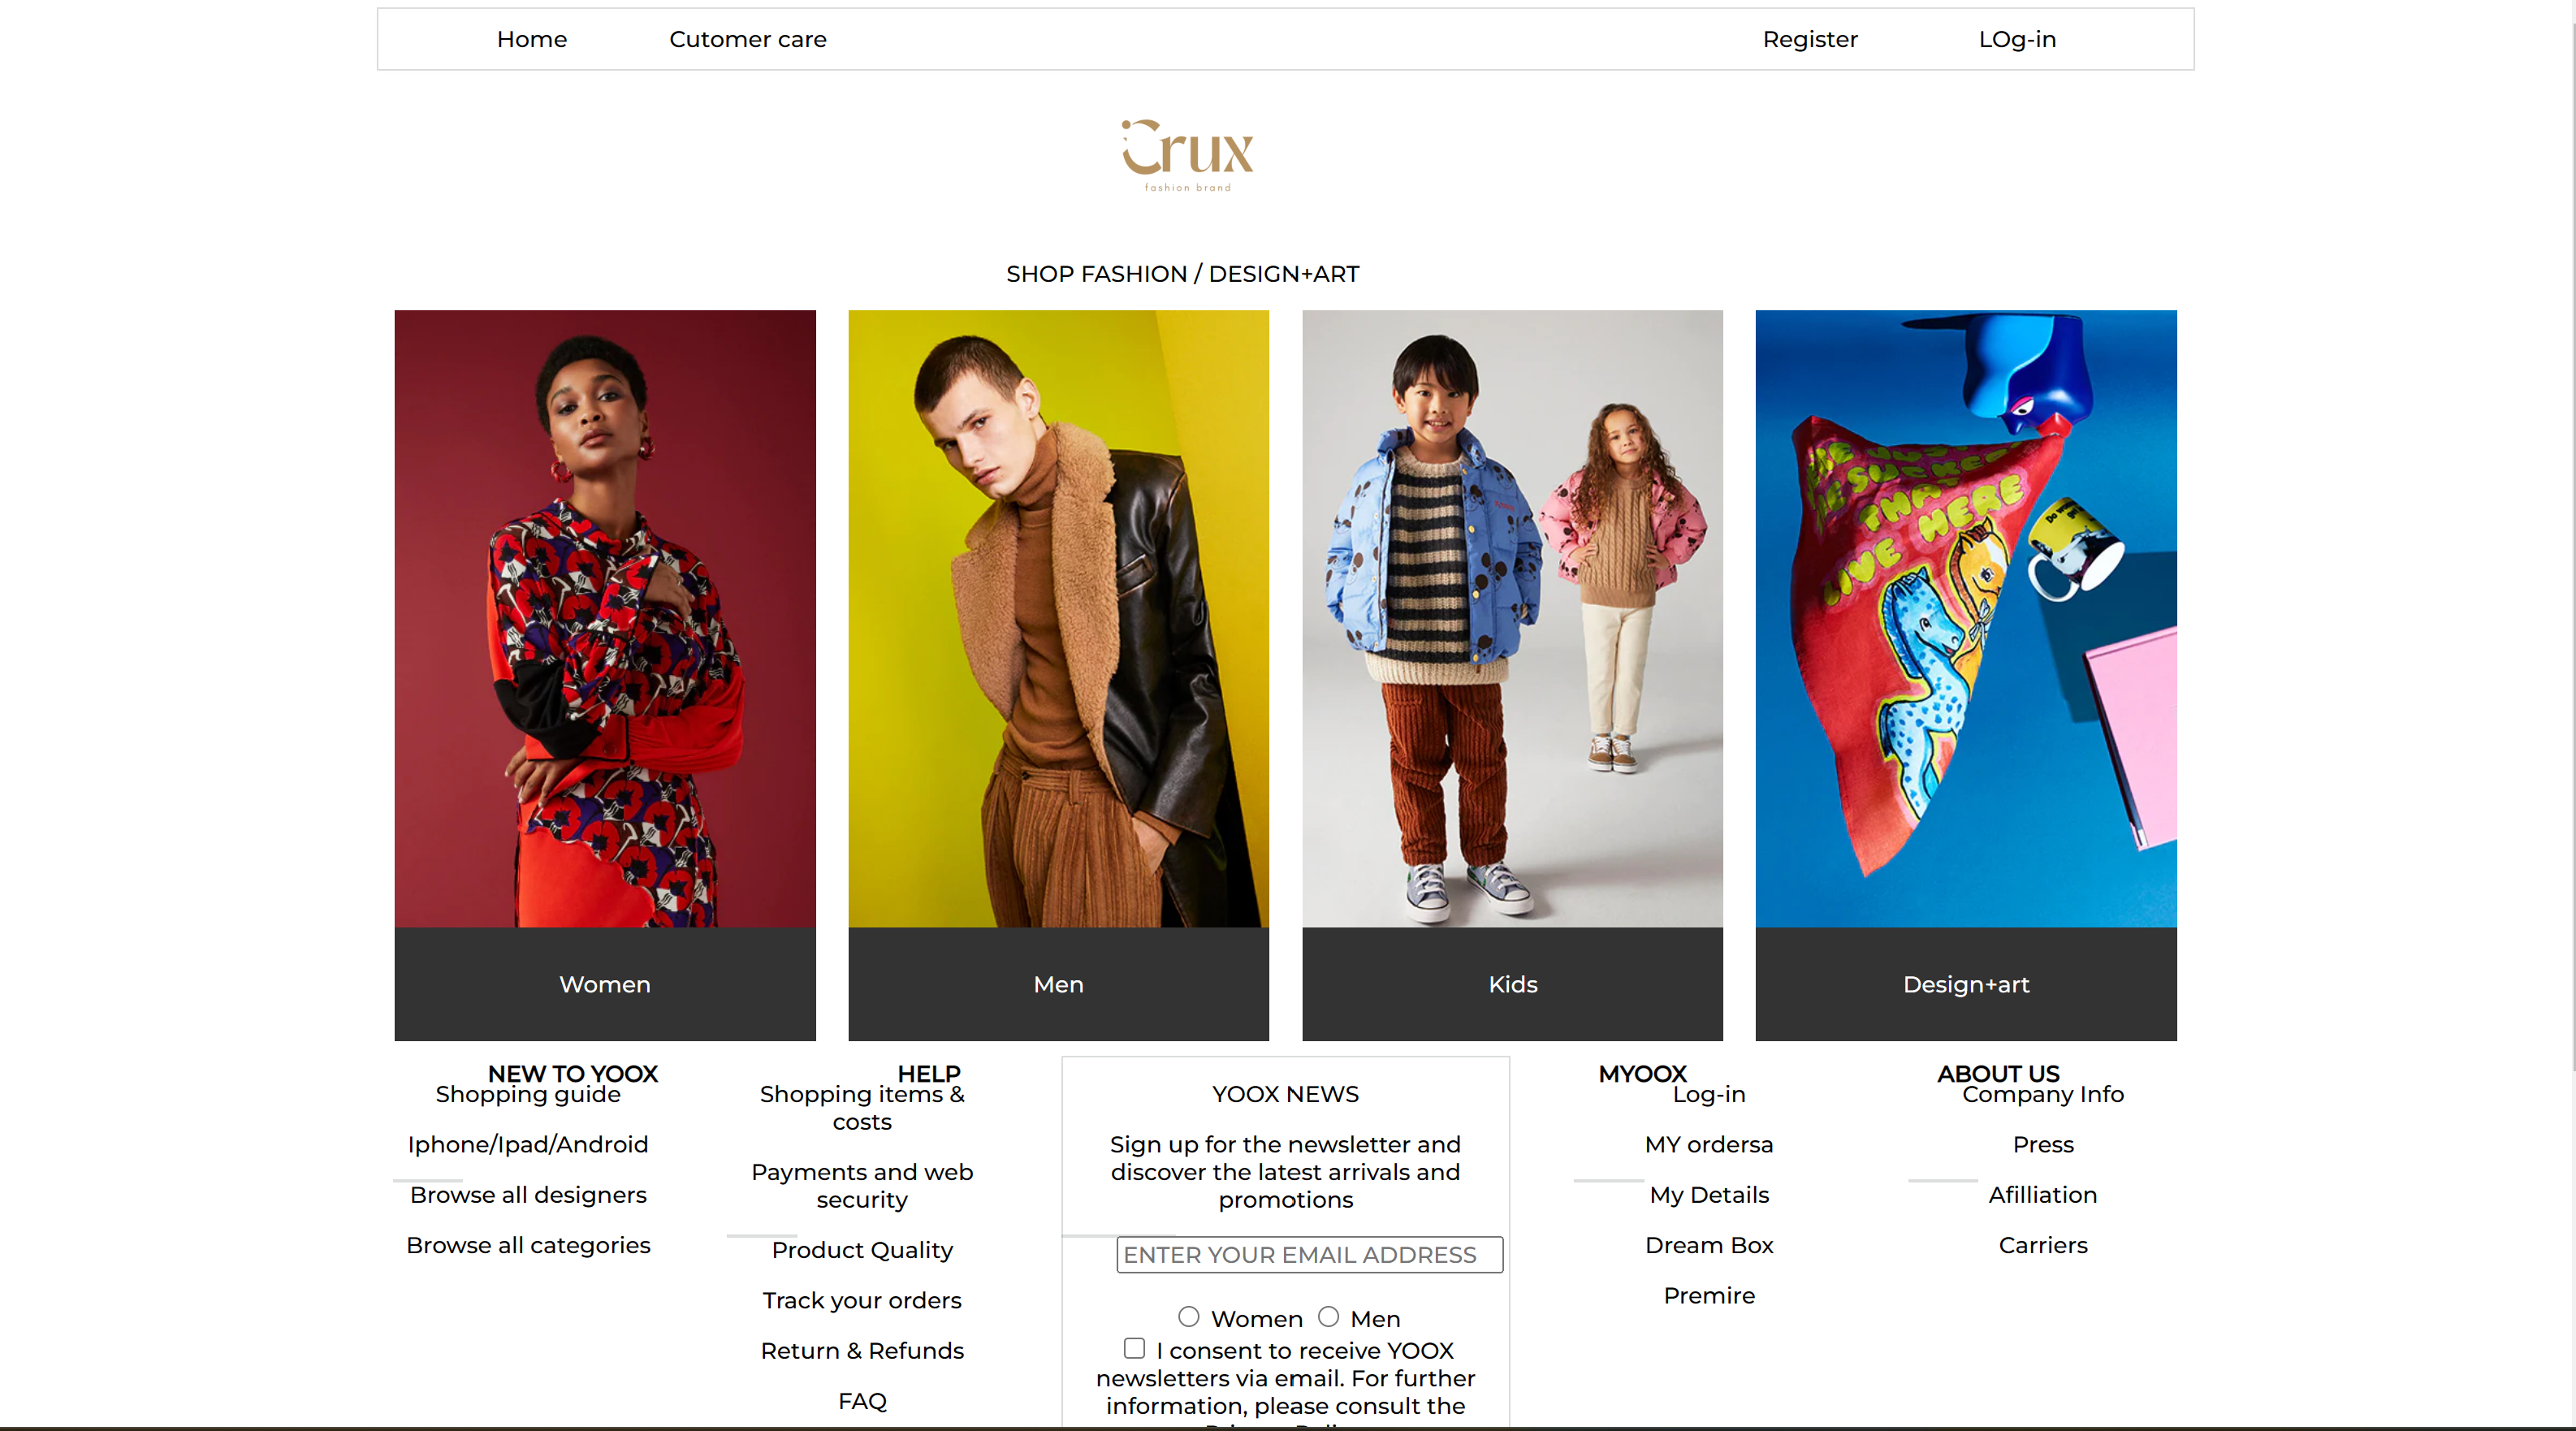 Home
Cutomer care
Register
LOg-in
Crux
fashion brand
SHOP FASHION / DESIGN+ART
THAT
LIVE HERE
Women
Men
Kids
Design+art
NEW TO YOOX
Shopping guide
Iphone/Ipad/Android
Browse all designers
Browse all categories
HELP
Shopping items &
costs
Payments and web
security
Product Quality
Track your orders
Return & Refunds
FAQ
YOOX NEWS
Sign up for the newsletter and
discover the latest arrivals and
promotions
ENTER YOUR EMAIL ADDRESS
Women
Men
I consent to receive YOOX
newsletters via email. For further
information, please consult the
MYOOX
Log-in
MY ordersa
My Details
Dream Box
Premire
ABOUT US
Company Info
Press
Afilliation
Carriers